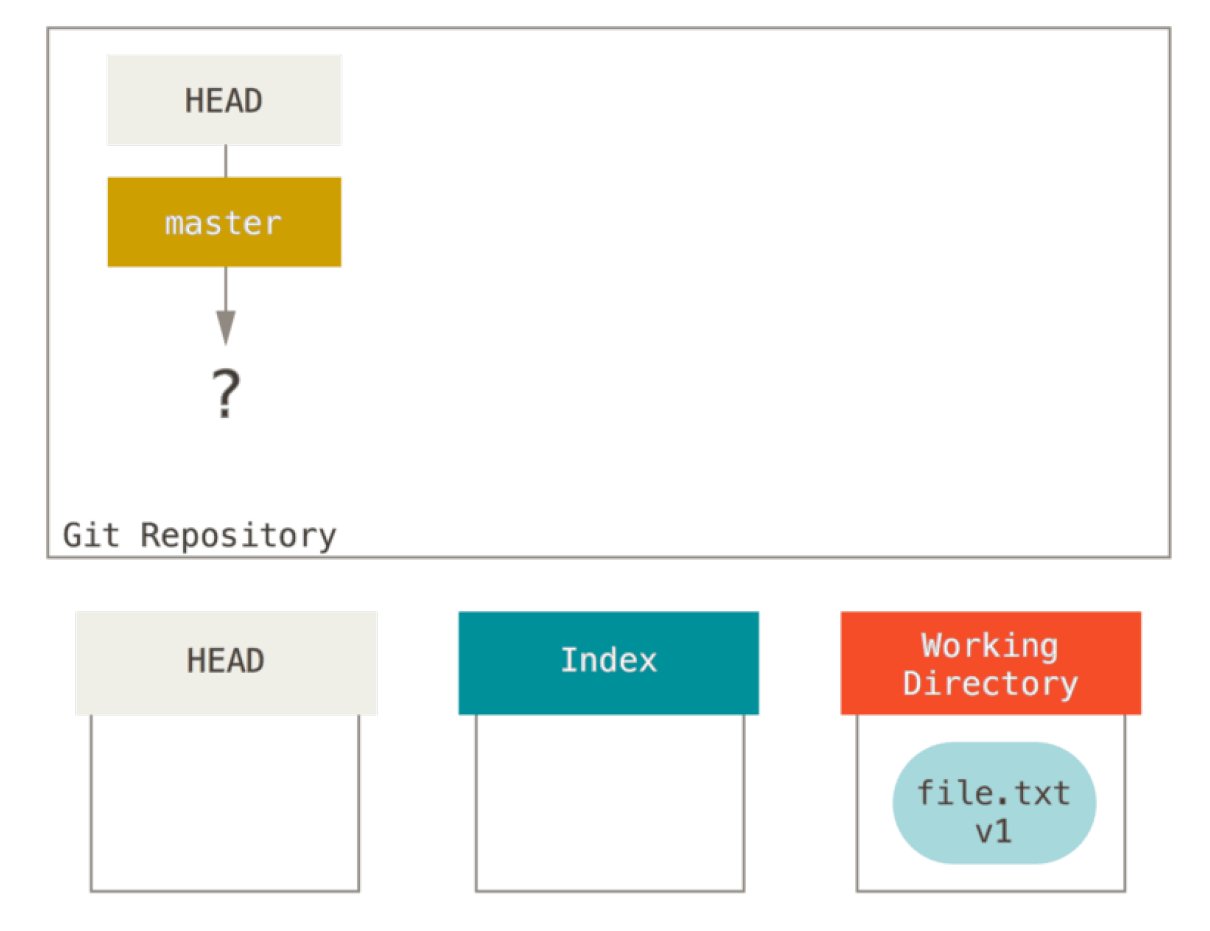 HEAD
master
?
Git Repository
HEAD
Index
Working
Directory
file.txt
v1